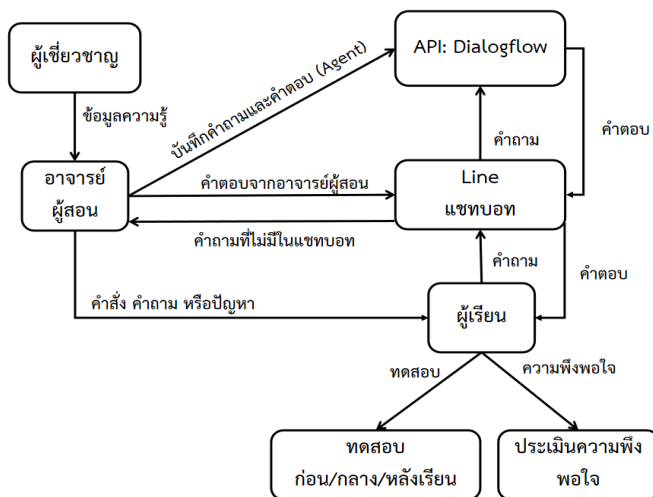 ผู้เชี่ยวชาญ
API: Dialogflow
บันทึกคำถามและคำตอบ (Agent)
ข้อมูลความรู้
คำถาม
คำตอบ
อาจารย์
ผู้สอน
คำตอบจากอาจารย์ผู้สอน
Line
แชทบอท
คำถามที่ไม่มีในแชทบอท
คำถาม
คำตอบ
คำสั่ง คำถาม หรือปัญหา
ผู้เรียน
ทดสอบ
ความพึงพอใจ
ทดสอบ
ก่อน/กลาง/หลังเรียน
ประเมินความพึง
พอใจ